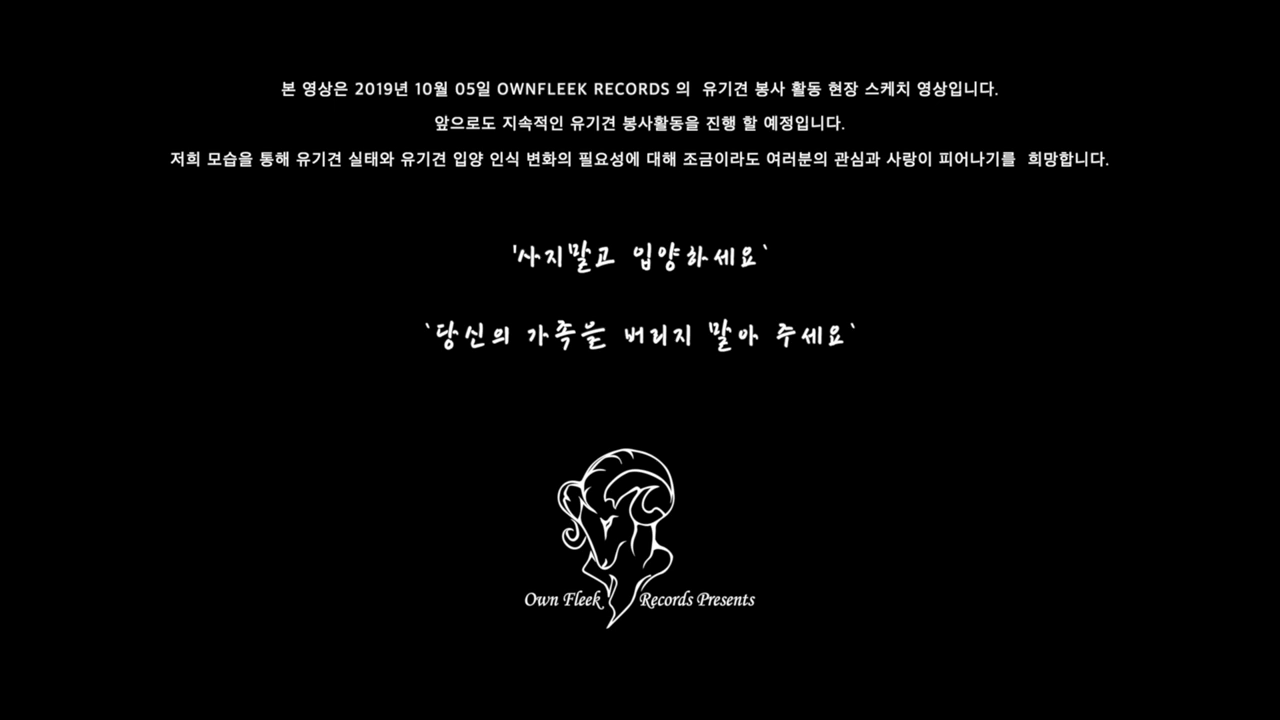 본 영상은 2019년 10월 05일 OWNFLEEK RECORDS 의 유기견 봉사 활동 현장 스케치 영상입니다.
앞으로도 지속적인 유기견 봉사활동을 진행 할 예정입니다.
저희 모습을 통해 유기견 실태와 유기견 입양 인식 변화의 필요성에 대해 조금이라도 여러분의 관심과 사랑이 피어나기를 희망합니다.
'사지말고 입양하세요`
`당신의 가족을 버리지 말아 주세요`
Own Fleek Records Presents